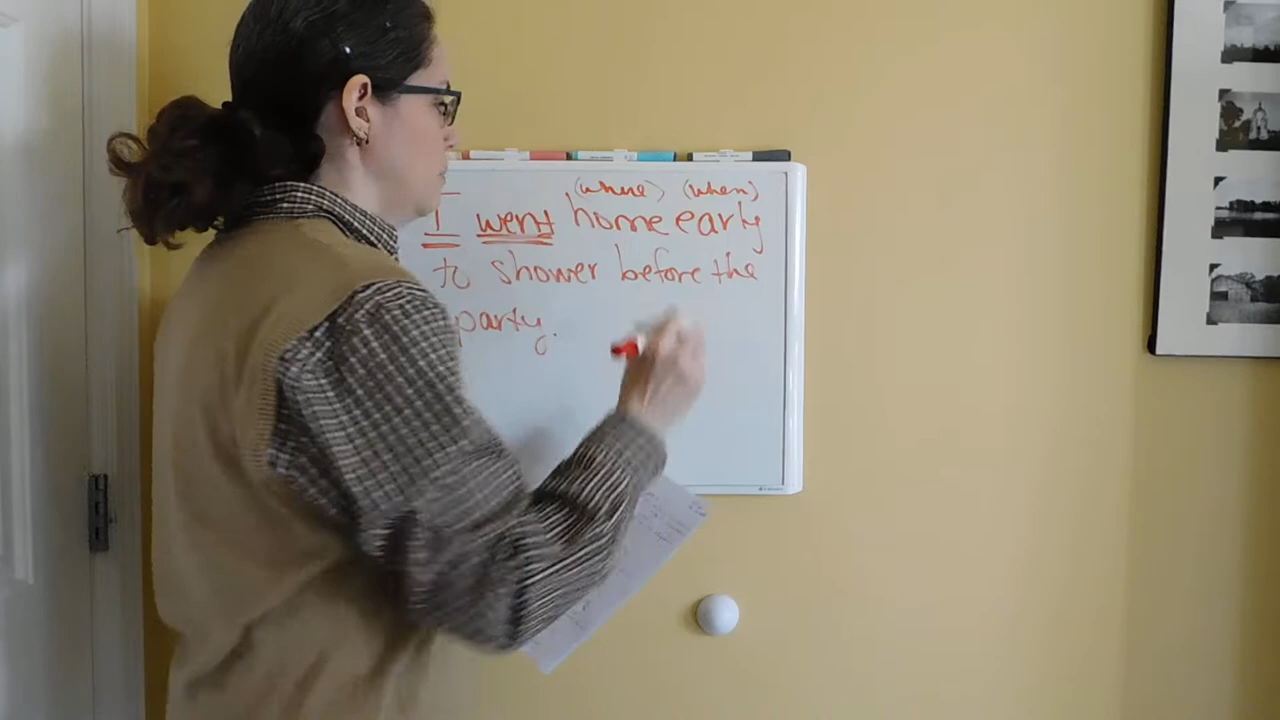 (where) (when)
I went home early
to shower before the
party.